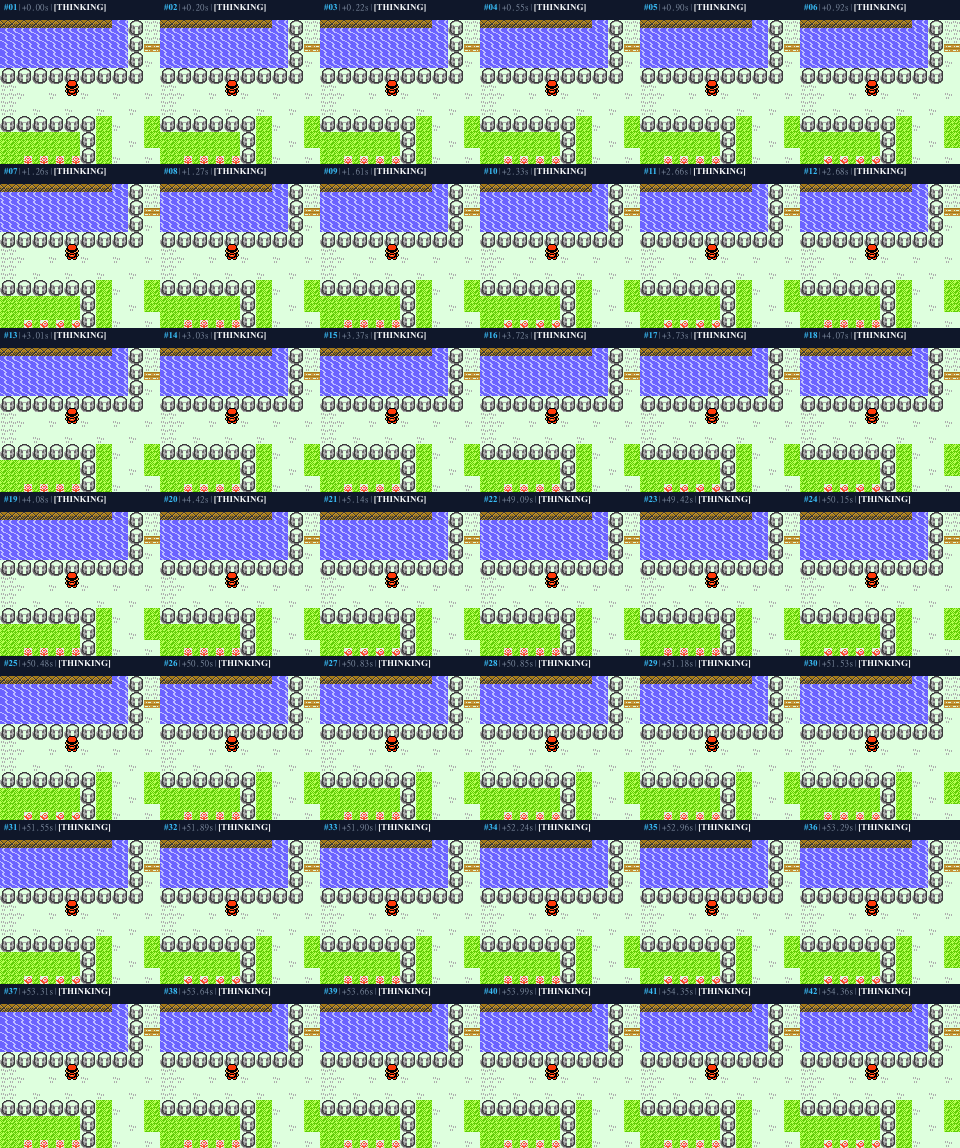 #01|+0.00s|[THINKING] #02|+0.20s|[THINKING] #03|+0.22s|[THINKING] #04|+0.55s|[THINKING] #05|+0.90s|[THINKING] #06|+0.92s|[THINKING]
#07|+1.26s|[THINKING] #08|+1.27s|[THINKING] #09|+1.61s|[THINKING] #10|+2.33s|[THINKING] #11|+2.66s|[THINKING] #12|+2.68s|[THINKING]
#13|+3.01s|[THINKING] #14|+3.03s|[THINKING] #15|+3.37s|[THINKING] #16|+3.72s|[THINKING] #17|+3.73s|[THINKING] #18|+4.07s|[THINKING]
#19|+4.08s|[THINKING] #20|+4.42s|[THINKING] #21|+5.14s|[THINKING] #22|+49.09s|[THINKING] #23|+49.42s|[THINKING] #24|+50.15s|[THINKING]
#25|+50.48s|[THINKING] #26|+50.50s|[THINKING] #27|+50.83s|[THINKING] #28|+50.85s|[THINKING] #29|+51.18s|[THINKING] #30|+51.53s|[THINKING]
#31|+51.55s|[THINKING] #32|+51.89s|[THINKING] #33|+51.90s|[THINKING] #34|+52.24s|[THINKING] #35|+52.96s|[THINKING] #36|+53.29s|[THINKING]
#37|+53.31s|[THINKING] #38|+53.64s|[THINKING] #39|+53.66s|[THINKING] #40|+53.99s|[THINKING] #41|+54.35s|[THINKING] #42|+54.36s|[THINKING]